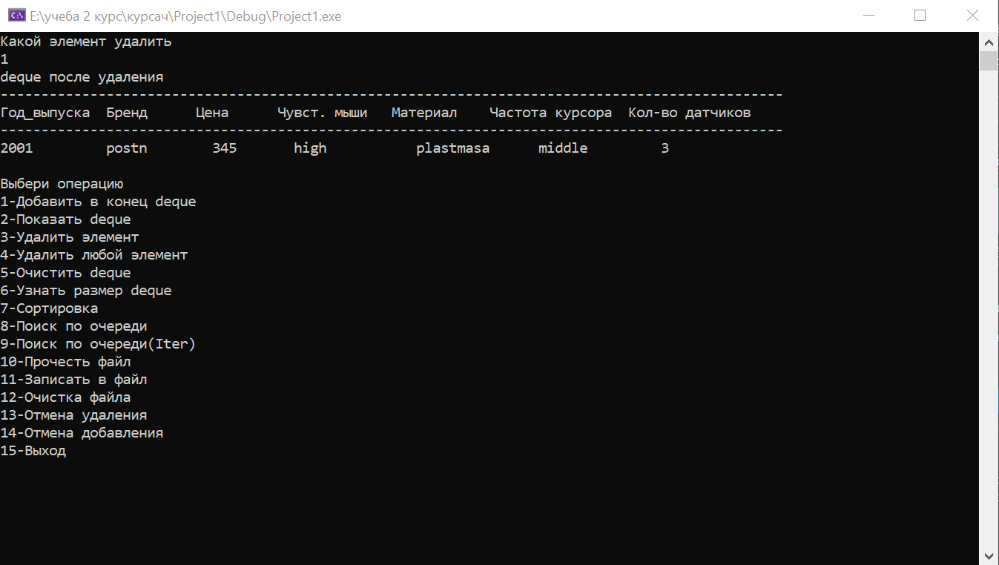 E:\учеба 2 курс\курсач\Project1\Debug\Project1.exe
Какой элемент удалить
1
deque после удаления
------------------------------------------------------------------------------------------------
Год_выпуска  Бренд      Цена      Чувст. мыши   Материал    Частота курсора  Кол-во датчиков
------------------------------------------------------------------------------------------------
2001         postn        345       high           plastmasa      middle         3
Выбери операцию
1-Добавить в конец deque
2-Показать deque
3-Удалить элемент
4-Удалить любой элемент
5-Очистить deque
6-Узнать размер deque
7-Сортировка
8-Поиск по очереди
9-Поиск по очереди(Iter)
10-Прочесть файл
11-Записать в файл
12-Очистка файла
13-Отмена удаления
14-Отмена добавления
15-Выход